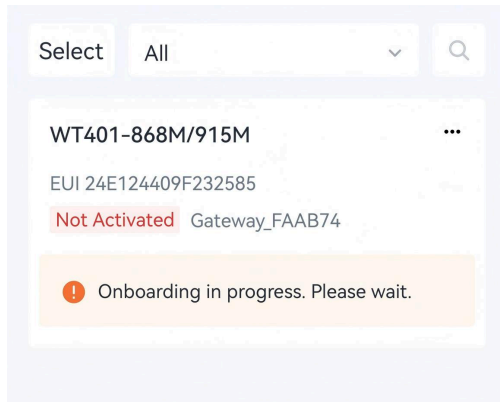 Select All
WT401-868M/915M
EUI 24E124409F232585
Not Activated Gateway_FAAB74
Onboarding in progress. Please wait.